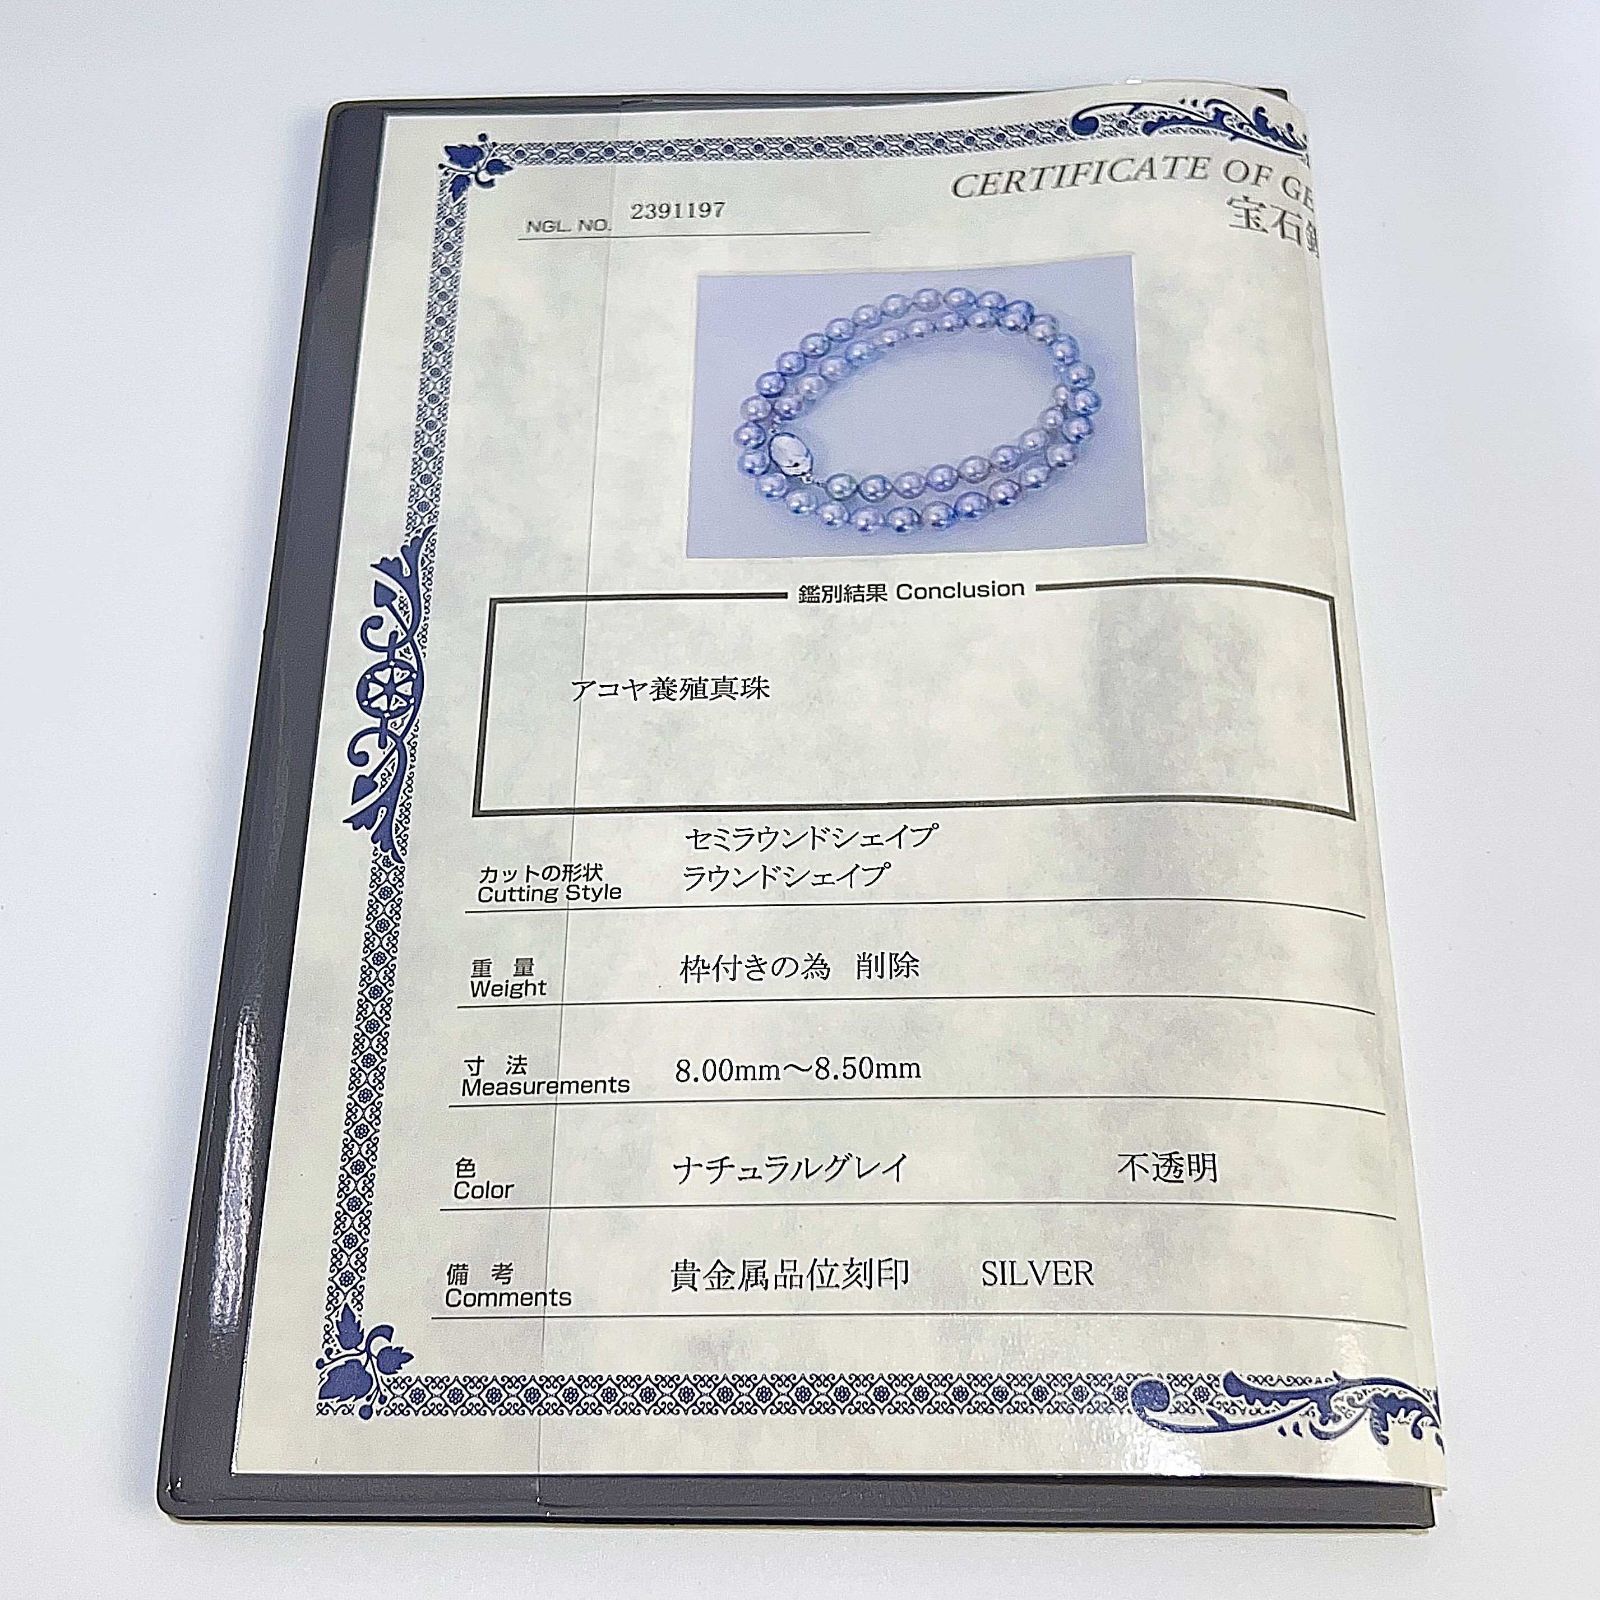 CERTIFICATE OF
宝石
NGL. NO. 2391197
鑑別結果 Conclusion
アコヤ養殖真珠
セミラウンドシェイプ
カットの形状 ラウンドシェイプ
Cutting Style
重 量 枠付きの為 削除
Weight
寸 法 8.00mm～8.50mm
Measurements
色 ナチュラルグレイ 不透明
Color
備 考 貴金属品位刻印 SILVER
Comments